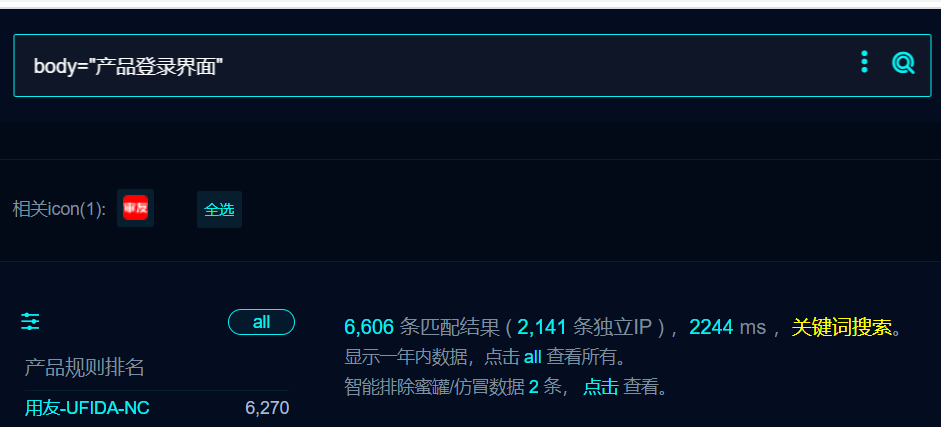 body="产品登录界面"
相关icon(1): 审友 全选
all
6,606 条匹配结果 ( 2,141 条独立IP ) ，2244 ms ，关键词搜索。
显示一年内数据，点击 all 查看所有。
产品规则排名
智能排除蜜罐/仿冒数据 2 条， 点击 查看。
用友-UFIDA-NC 6,270